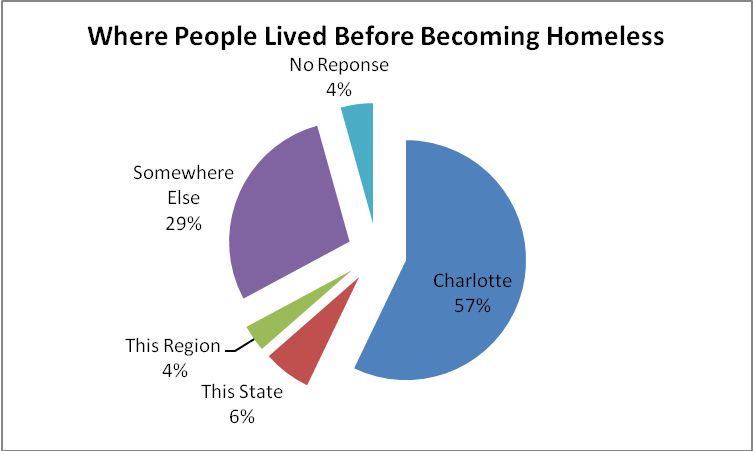 Where People Lived Before Becoming Homeless
No Reponse
4%
Somewhere
Else
29%
Charlotte
57%
This Region
4%
This State
6%